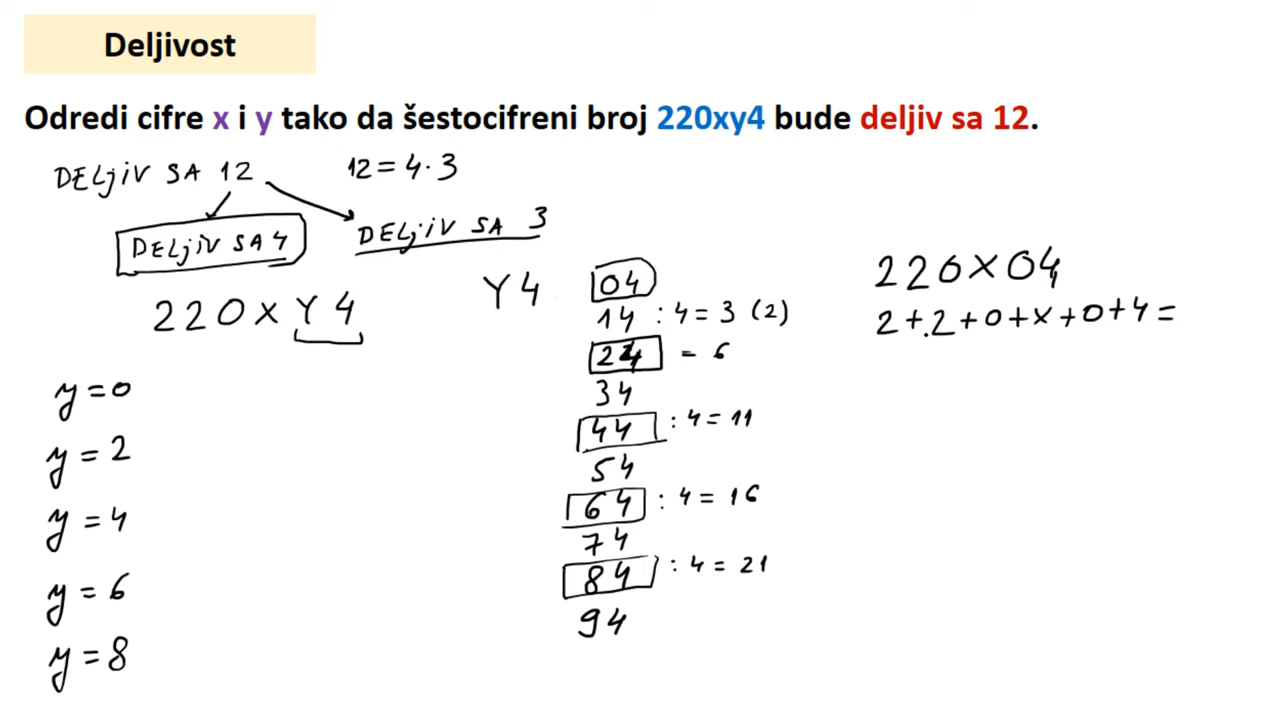 Deljivost
Odredi cifre x i y tako da šestocifreni broj 220xy4 bude deljiv sa 12.
DELjiV SA 12
12 = 4 · 3
DELjiV SA 4
DELjiV SA 3
220XY4
y = 0
y = 2
y = 4
y = 6
y = 8
Y4
04
14 : 4 = 3 (2)
24 = 6
34
44 : 4 = 11
54
64 : 4 = 16
74
84 : 4 = 21
94
220X04
2+2+0+x+0+4=